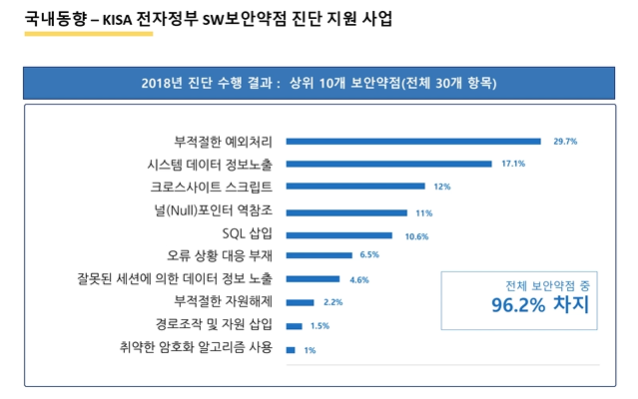 국내동향 – KISA 전자정부 SW보안약점 진단 지원 사업
2018년 진단 수행 결과 : 상위 10개 보안약점(전체 30개 항목)
부적절한 예외처리 29.7%
시스템 데이터 정보노출 17.1%
크로스사이트 스크립트 12%
널(Null)포인터 역참조 11%
SQL 삽입 10.6%
오류 상황 대응 부재 6.5%
잘못된 세션에 의한 데이터 정보 노출 4.6%
부적절한 자원해제 2.2%
경로조작 및 자원 삽입 1.5%
취약한 암호화 알고리즘 사용 1%
전체 보안약점 중
96.2% 차지